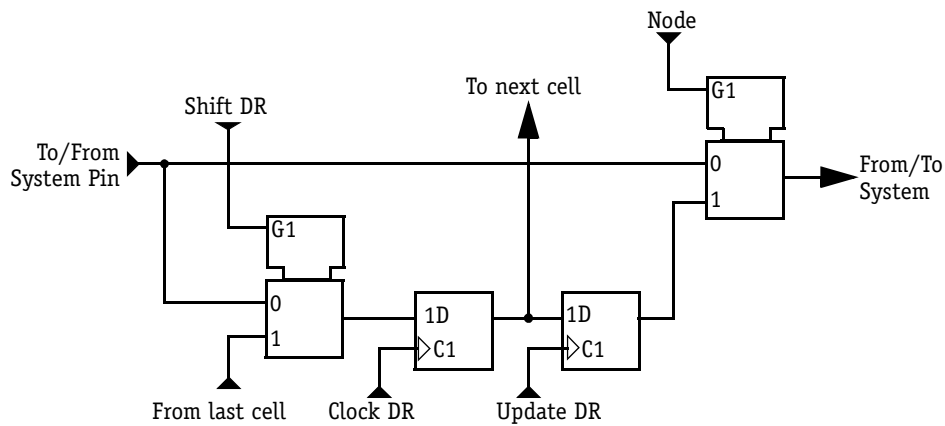 Node
G1
To next cell
Shift DR
To/From
System Pin
0
1
From/To
System
G1
0
1
1D
C1
1D
C1
From last cell
Clock DR
Update DR